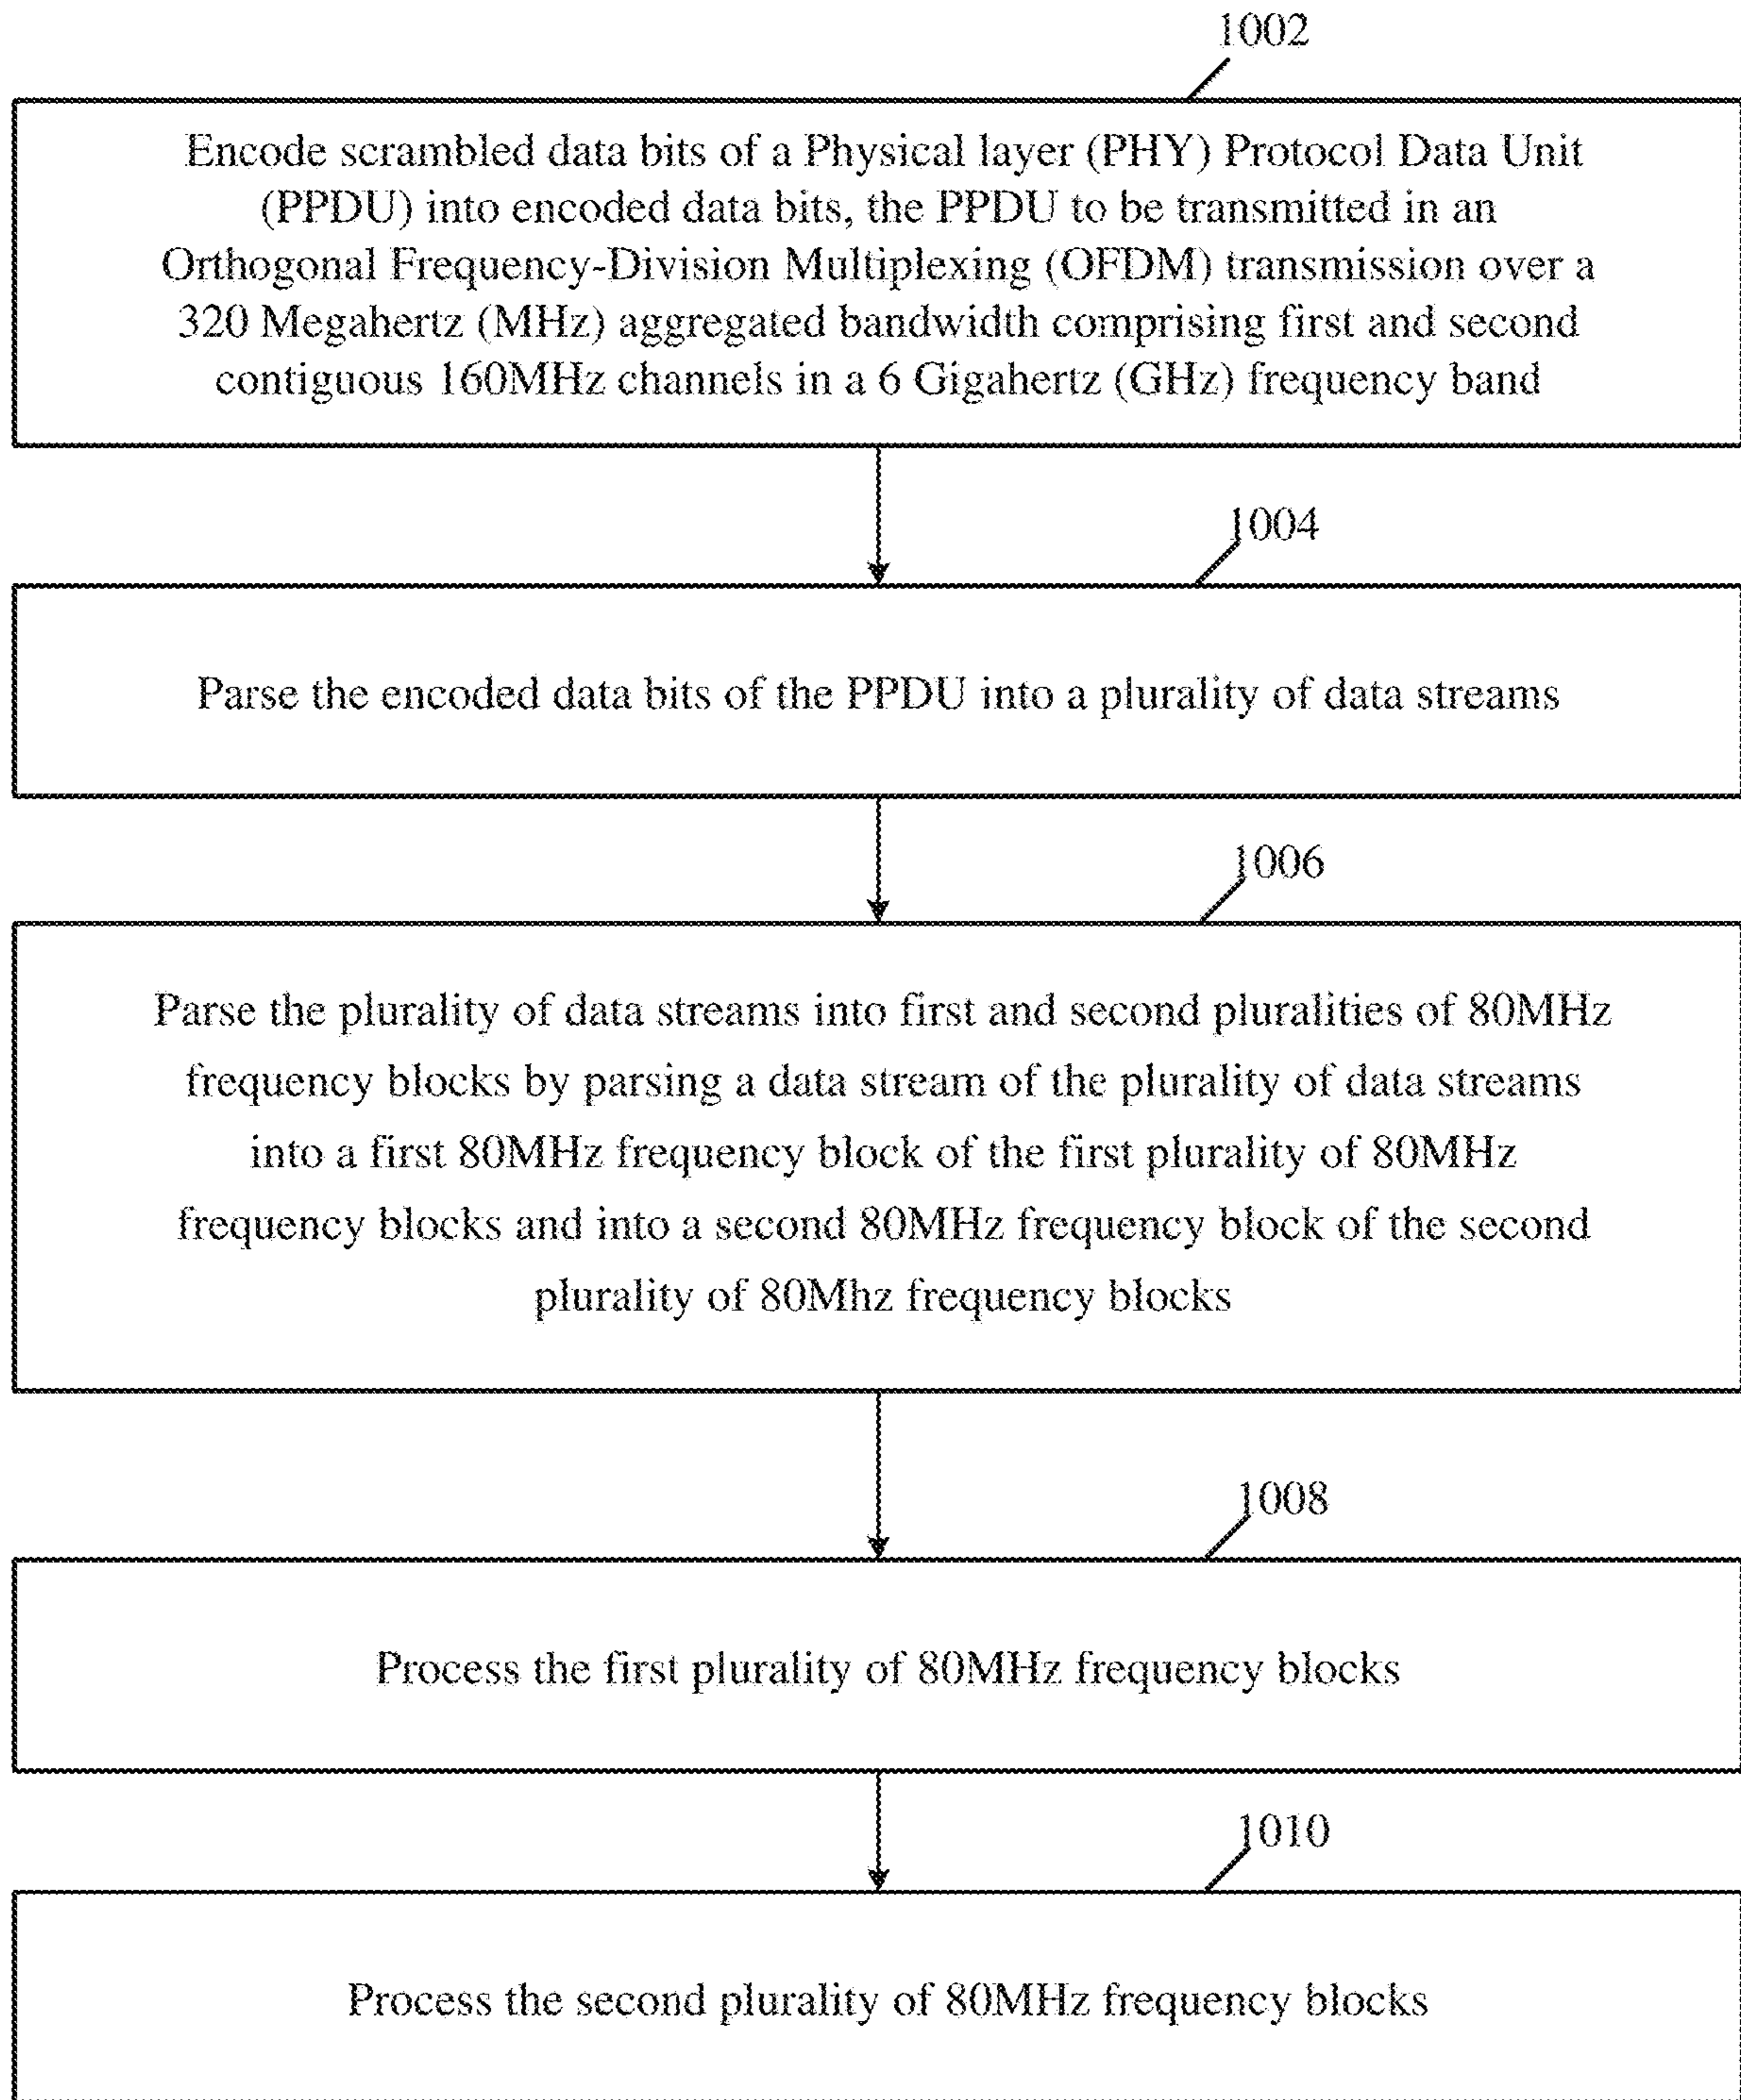 1002
Encode scrambled data bits of a Physical layer (PHY) Protocol Data Unit
(PPDU) into encoded data bits, the PPDU to be transmitted in an
Orthogonal Frequency-Division Multiplexing (OFDM) transmission over a
320 Megahertz (MHz) aggregated bandwidth comprising first and second
contiguous 160MHz channels in a 6 Gigahertz (GHz) frequency band
1004
Parse the encoded data bits of the PPDU into a plurality of data streams
1006
Parse the plurality of data streams into first and second pluralities of 80MHz
frequency blocks by parsing a data stream of the plurality of data streams
into a first 80MHz frequency block of the first plurality of 80MHz
frequency blocks and into a second 80MHz frequency block of the second
plurality of 80Mhz frequency blocks
1008
Process the first plurality of 80MHz frequency blocks
1010
Process the second plurality of 80MHz frequency blocks